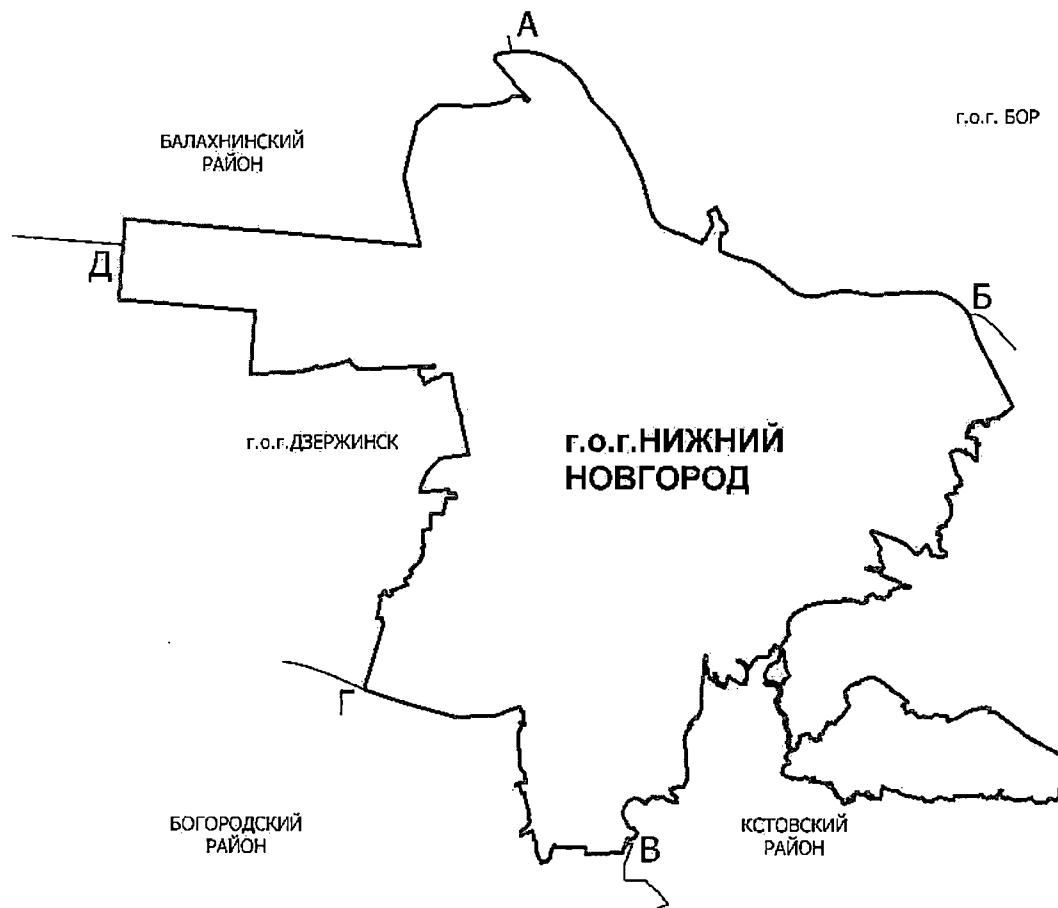 А
г.о.г. БОР
БАЛАХНИНСКИЙ
РАЙОН
Д
Б
г.о.г.ДЗЕРЖИНСК
г.о.г.НИЖНИЙ
НОВГОРОД
Г
БОГОРОДСКИЙ
РАЙОН
В
КСТОВСКИЙ
РАЙОН